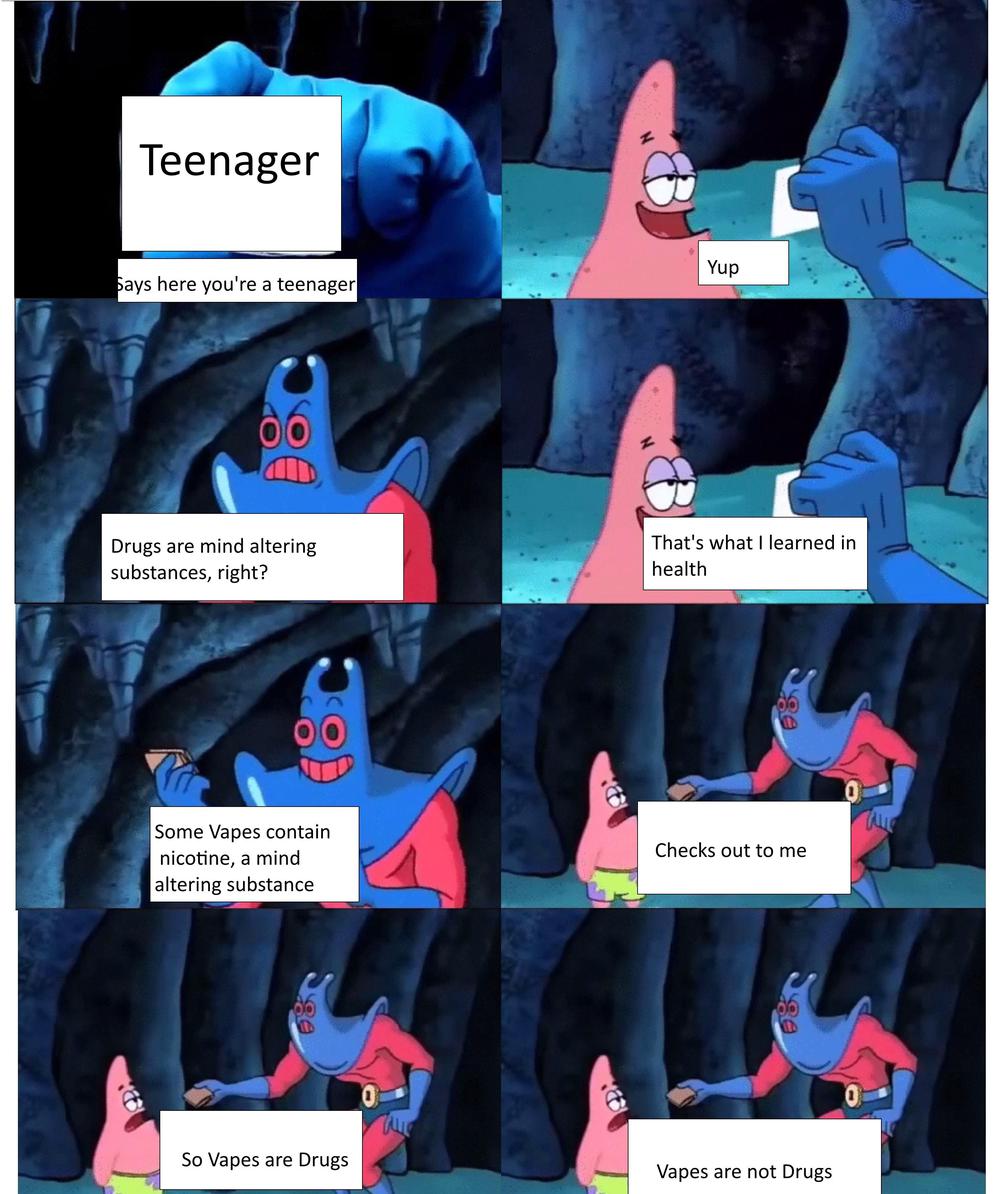 Teenager
Says here you're a teenager
Yup
Drugs are mind altering
substances, right?
That's what I learned in
health
Some Vapes contain
nicotine, a mind
altering substance
Checks out to me
So Vapes are Drugs
Vapes are not Drugs